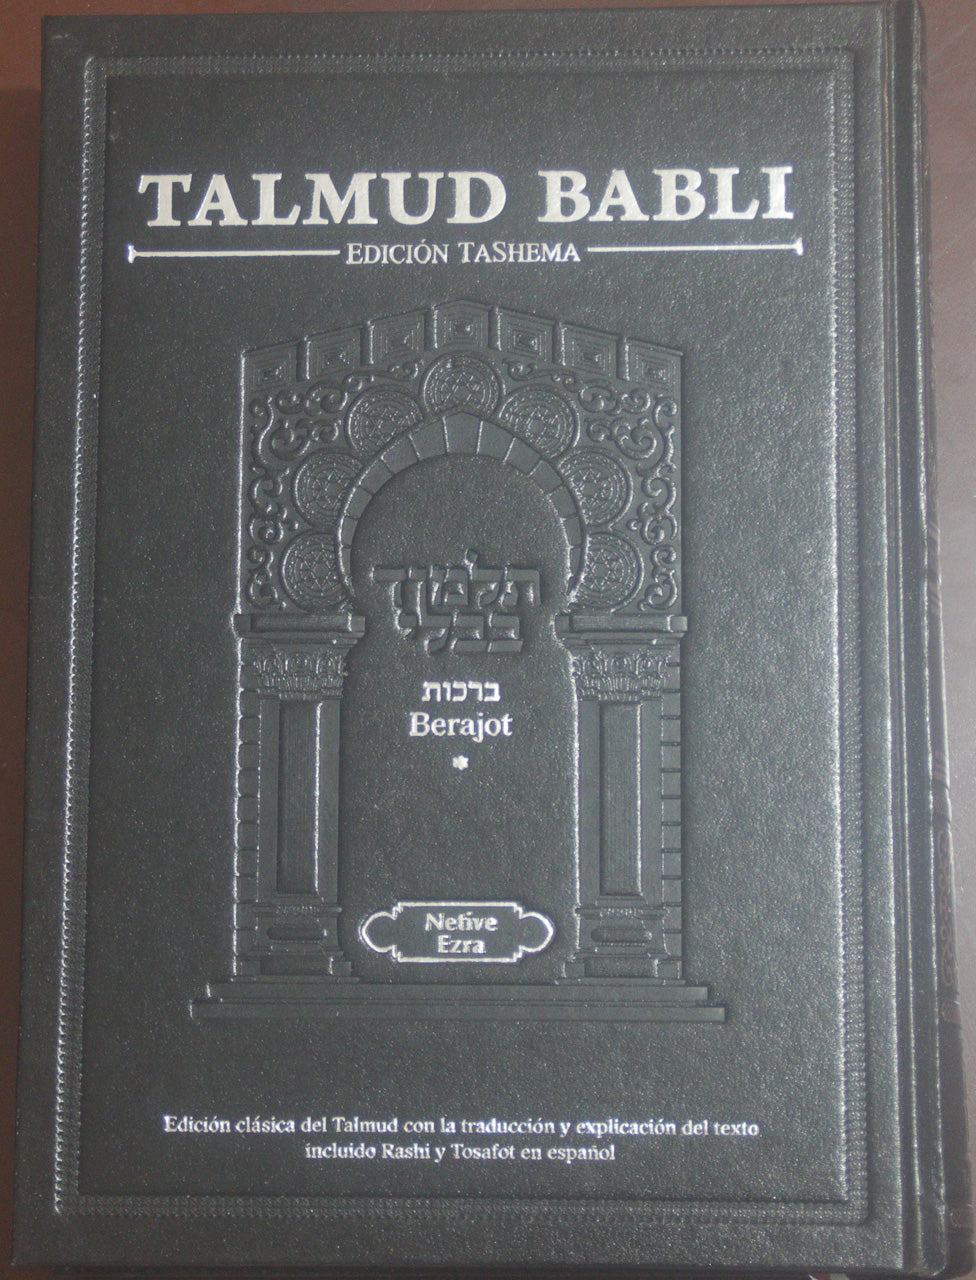 TALMUD BABLI
EDICIÓN TASHEMA
תלמוד
בבלי
ברכות
Berajot
*
Netive
Ezra
Edición clásica del Talmud con la traducción y explicación del texto
incluido Rashi y Tosafot en español